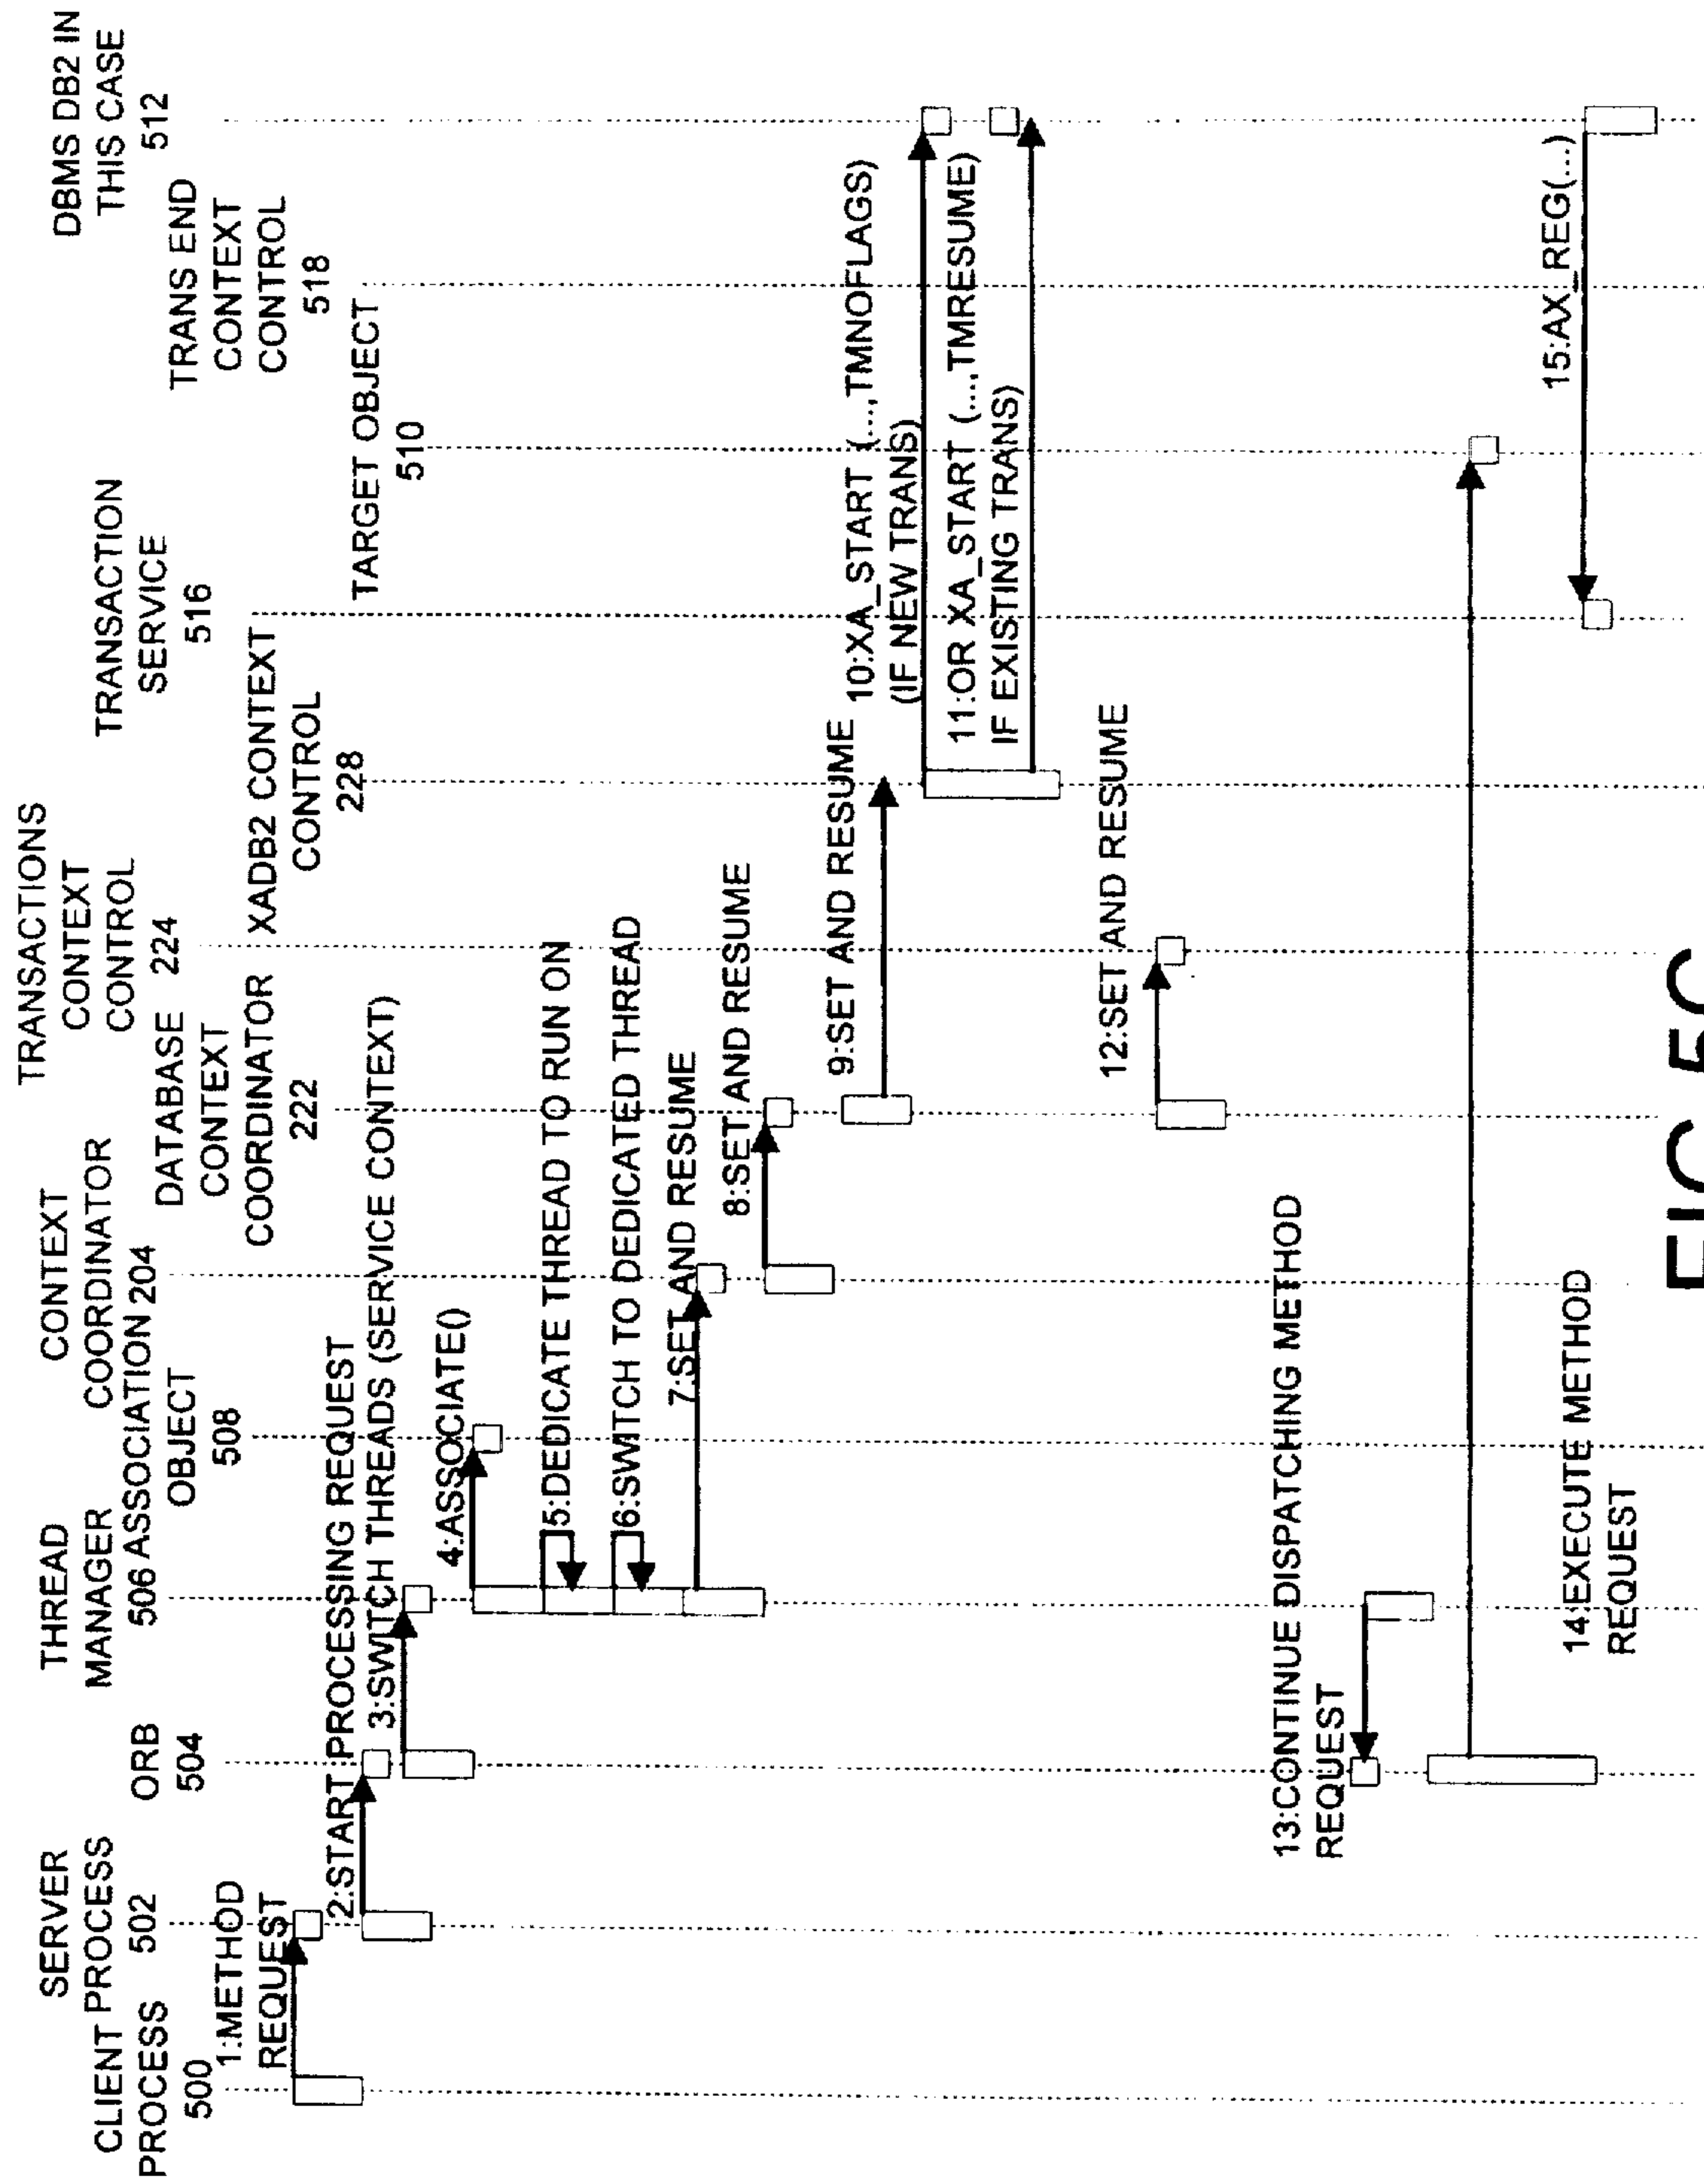 CLIENT
PROCESS
500
SERVER
PROCESS
502
ORB
504
THREAD
MANAGER
506
ASSOCIATION
OBJECT
508
CONTEXT
COORDINATOR
204
DATABASE
CONTEXT
COORDINATOR
222
TRANSACTIONS
CONTEXT
CONTROL
224
XADB2 CONTEXT
CONTROL
228
TRANSACTION
SERVICE
516
TARGET OBJECT
510
TRANS END
CONTEXT
CONTROL
518
DBMS DB2 IN
THIS CASE
512
1:METHOD
REQUEST
2:START PROCESSING REQUEST
3:SWITCH THREADS (SERVICE CONTEXT)
4:ASSOCIATE()
5:DEDICATE THREAD TO RUN ON
6:SWITCH TO DEDICATED THREAD
7:SET AND RESUME
8:SET AND RESUME
9:SET AND RESUME
10:XA_START (...,TMNOFLAGS)
(IF NEW TRANS)
11:OR XA_START (...,TMRESUME)
IF EXISTING TRANS)
12:SET AND RESUME
13:CONTINUE DISPATCHING METHOD
REQUEST
14:EXECUTE METHOD
REQUEST
15:AX_REG(...)